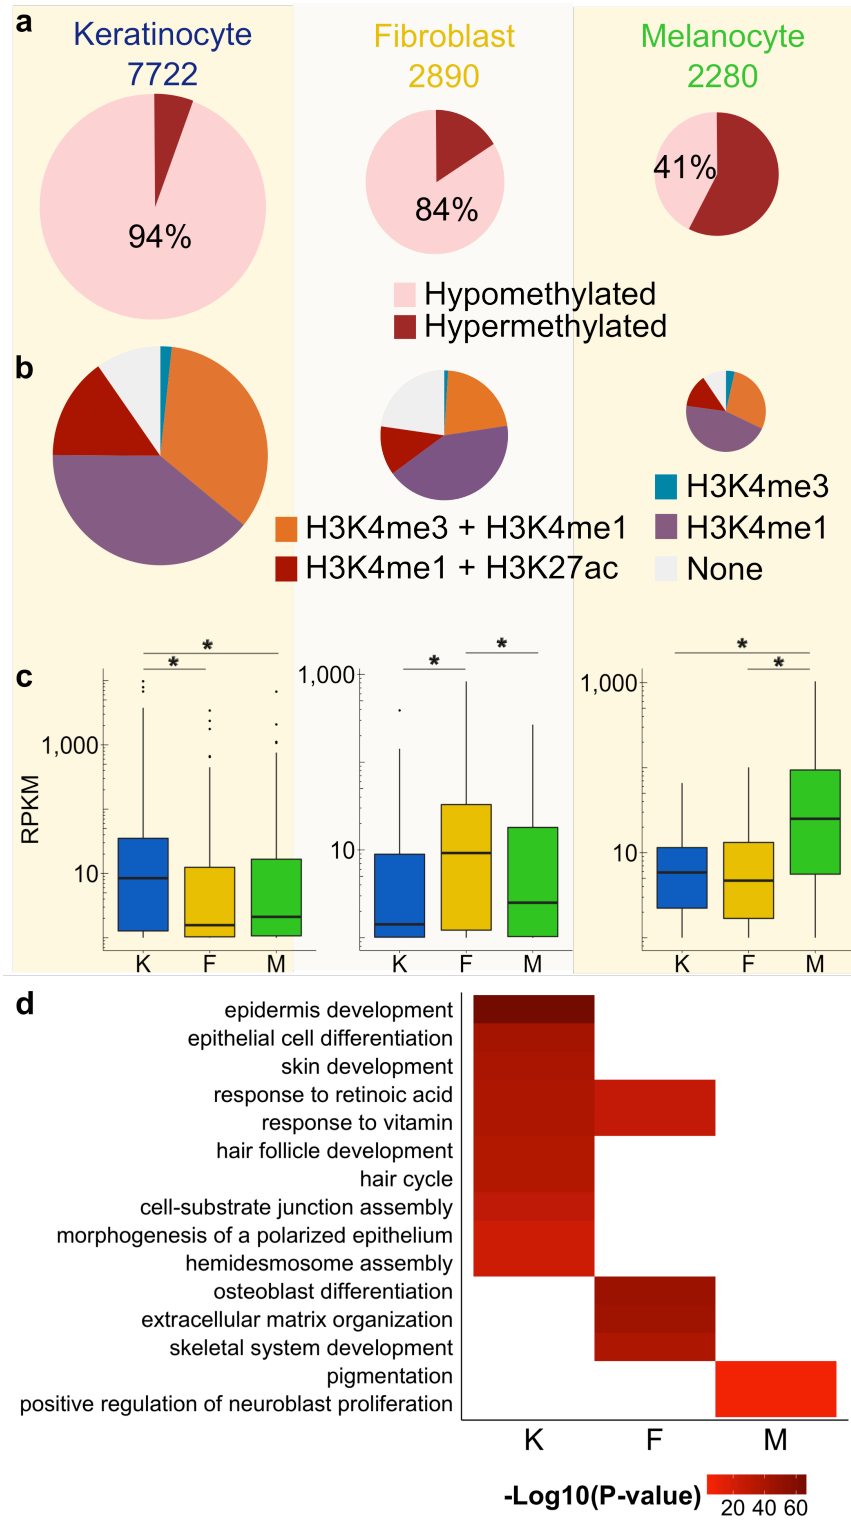 a
Keratinocyte
7722
Fibroblast
2890
Melanocyte
2280
94%
84%
41%
Hypomethylated
Hypermethylated
b
H3K4me3
H3K4me3 + H3K4me1
H3K4me1
H3K4me1 + H3K27ac
None
c
RPKM
1,000
10
K
F
M
*
*
1,000
10
K
F
M
*
*
1,000
10
K
F
M
*
*
d
epidermis development
epithelial cell differentiation
skin development
response to retinoic acid
response to vitamin
hair follicle development
hair cycle
cell-substrate junction assembly
morphogenesis of a polarized epithelium
hemidesmosome assembly
osteoblast differentiation
extracellular matrix organization
skeletal system development
pigmentation
positive regulation of neuroblast proliferation
K
F
M
-Log10(P-value)
20 40 60